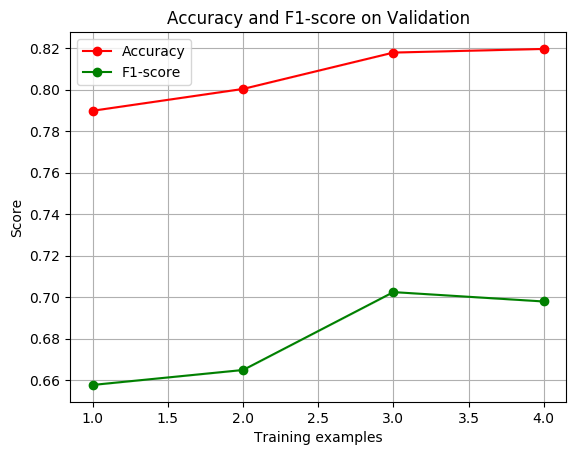 Accuracy and F1-score on Validation
Accuracy
F1-score
0.82
0.80
0.78
0.76
0.74
0.72
0.70
0.68
0.66
Score
1.0 1.5 2.0 2.5 3.0 3.5 4.0
Training examples